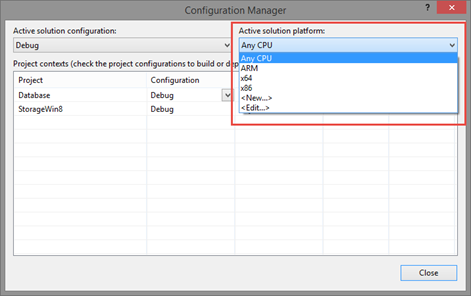 Configuration Manager
?
Active solution configuration:
Active solution platform:
Debug
Any CPU
Project contexts (check the project configurations to build or dep
Any CPU
ARM
x64
x86
<New...>
<Edit...>
Project
Configuration
Database
Debug
StorageWin8
Debug
Close